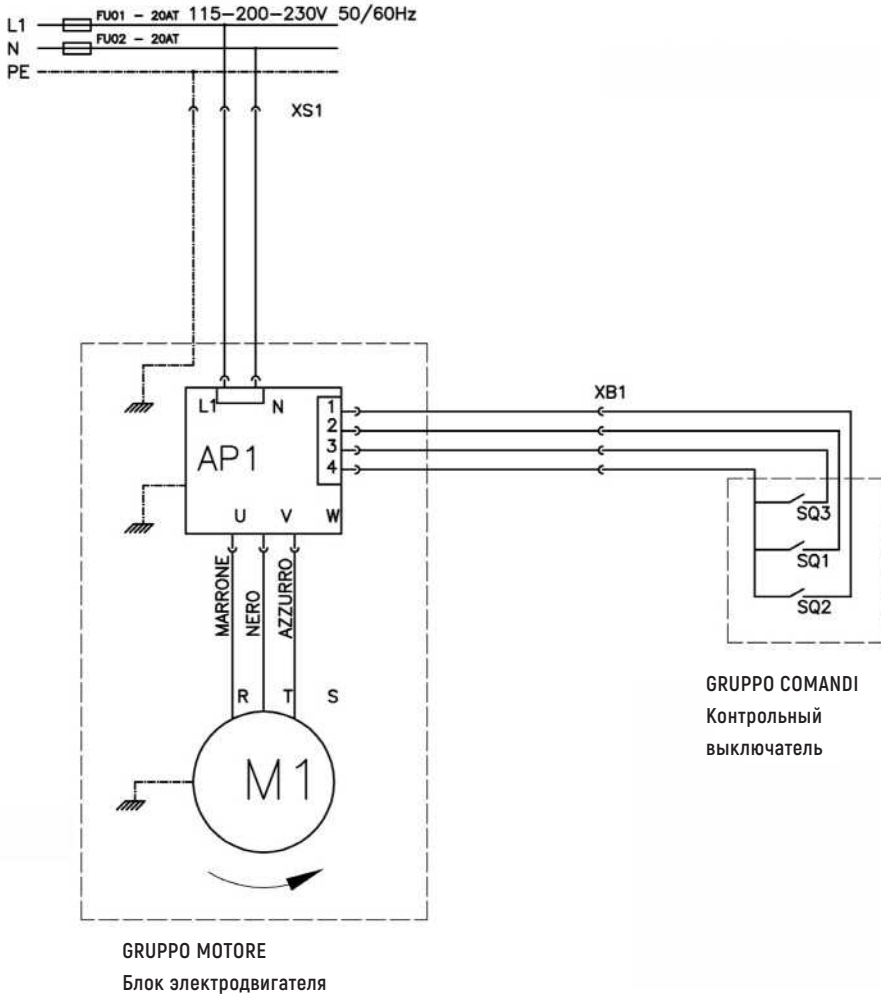 L1 FU01 - 20AT 115-200-230V 50/60Hz
N FU02 - 20AT
PE
XS1
L1 N
XB1
1
2
3
4
AP1
U V W
SQ3
SQ1
SQ2
MARRONE
NERO
AZZURRO
R T S
M1
GRUPPO COMANDI
Контрольный
выключатель
GRUPPO MOTORE
Блок электродвигателя